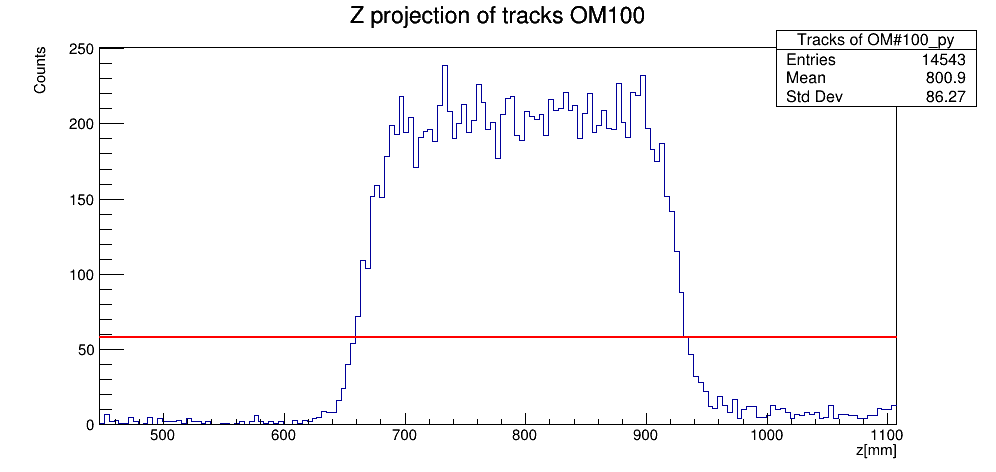 Z projection of tracks OM100
Tracks of OM#100_py
Entries 14543
Mean 800.9
Std Dev 86.27
Counts
250
200
150
100
50
0
500 600 700 800 900 1000 1100
z[mm]